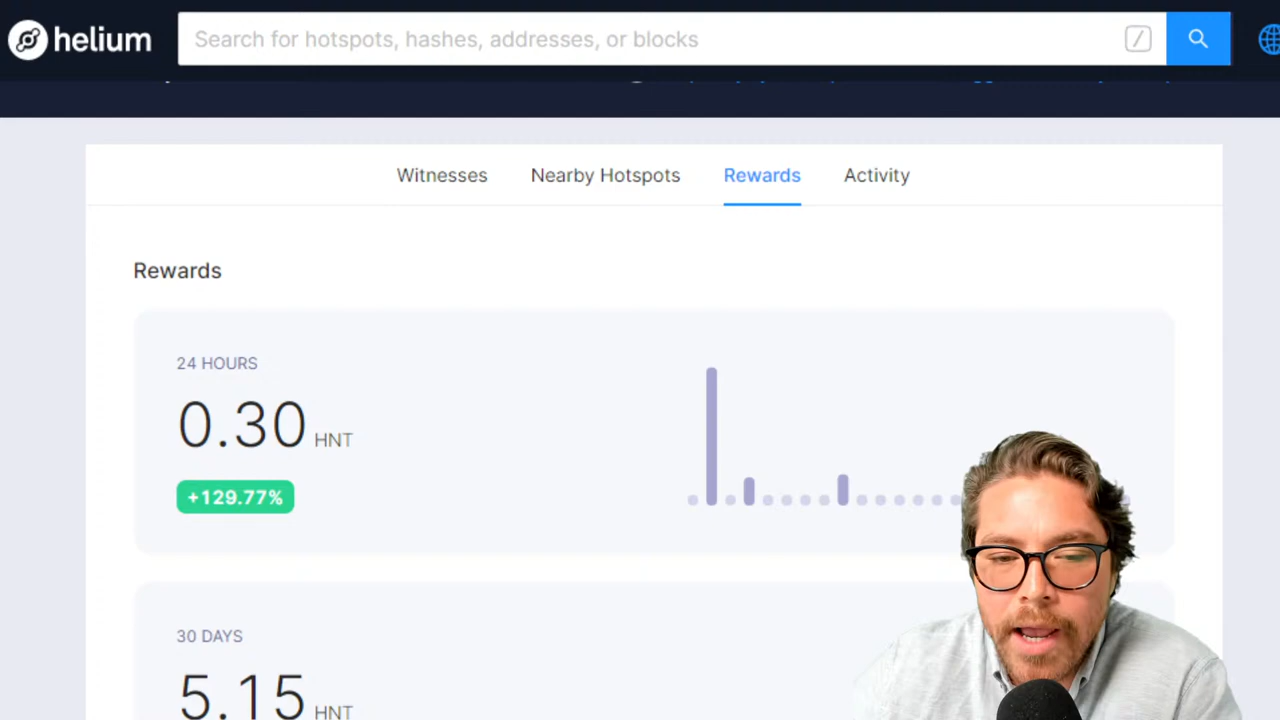 helium
Search for hotspots, hashes, addresses, or blocks /
Witnesses Nearby Hotspots Rewards Activity
Rewards
24 HOURS
0.30 HNT
+129.77%
30 DAYS
5.15 HNT